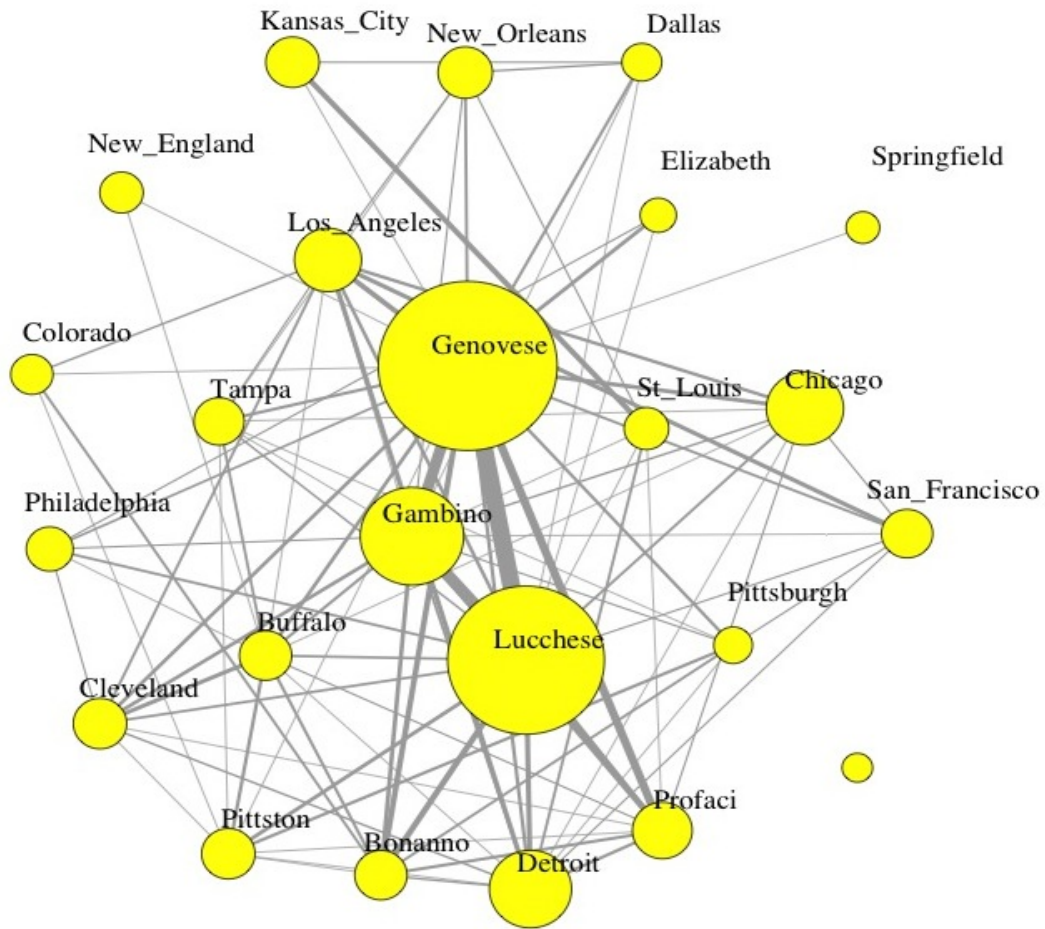 Kansas_City
New_Orleans
Dallas
New_England
Elizabeth
Springfield
Los_Angeles
Colorado
Genovese
Tampa
St_Louis
Chicago
Philadelphia
Gambino
San_Francisco
Pittsburgh
Buffalo
Lucchese
Cleveland
Pittston
Profaci
Bonanno
Detroit